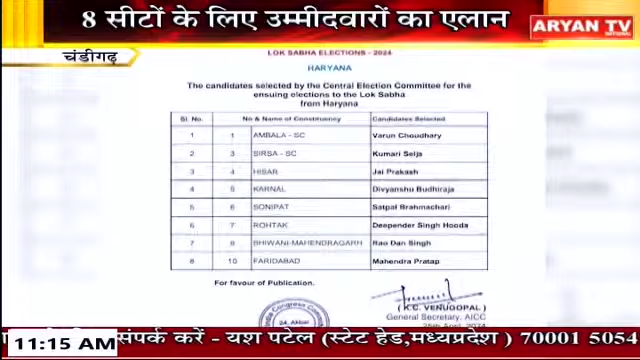 8 सीटों के लिए उम्मीदवारों का एलान
ARYAN TV
NATIONAL
चंडीगढ़
LOK SABHA ELECTIONS - 2024
HARYANA
The candidates selected by the Central Election Committee for the
ensuing elections to the Lok Sabha
from Haryana
Sl. No. No & Name of Constituency Candidates Selected
1 1 AMBALA - SC Varun Choudhary
2 3 SIRSA - SC Kumari Selja
3 4 HISAR Jai Prakash
4 5 KARNAL Divyanshu Budhiraja
5 6 SONIPAT Satpal Brahmachari
6 7 ROHTAK Deepender Singh Hooda
7 8 BHIWANI-MAHENDRAGARH Rao Dan Singh
8 10 FARIDABAD Mahendra Pratap
For favour of Publication.
(K.C. VENUGOPAL)
General Secretary, AICC
Congress Committee
24, Akbar
संपर्क करें - यश पटेल (स्टेट हेड,मध्यप्रदेश) 70001 5054
11:15 AM